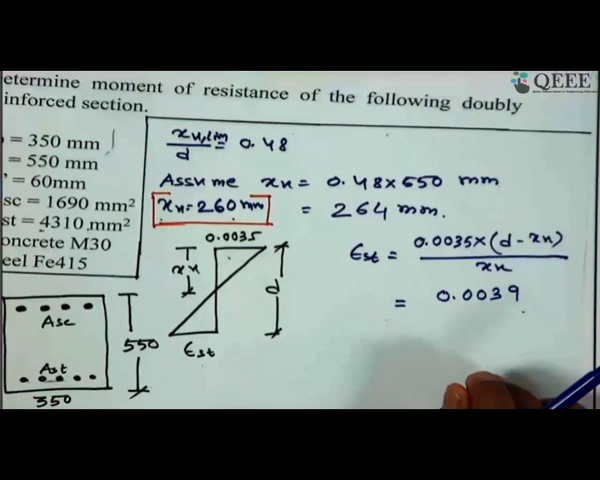 QEEE
etermine moment of resistance of the following doubly
inforced section.
= 350 mm
= 550 mm
' = 60mm
sc = 1690 mm²
st = 4310 mm²
oncrete M30
eel Fe415
xu,lim/d = 0.48
Assume xu = 0.48×550 mm
xu = 260 mm = 264 mm.
0.0035
xu
d
Est
Est = 0.0035×(d-xu)/xu
= 0.0039
Asc
Ast
550
350